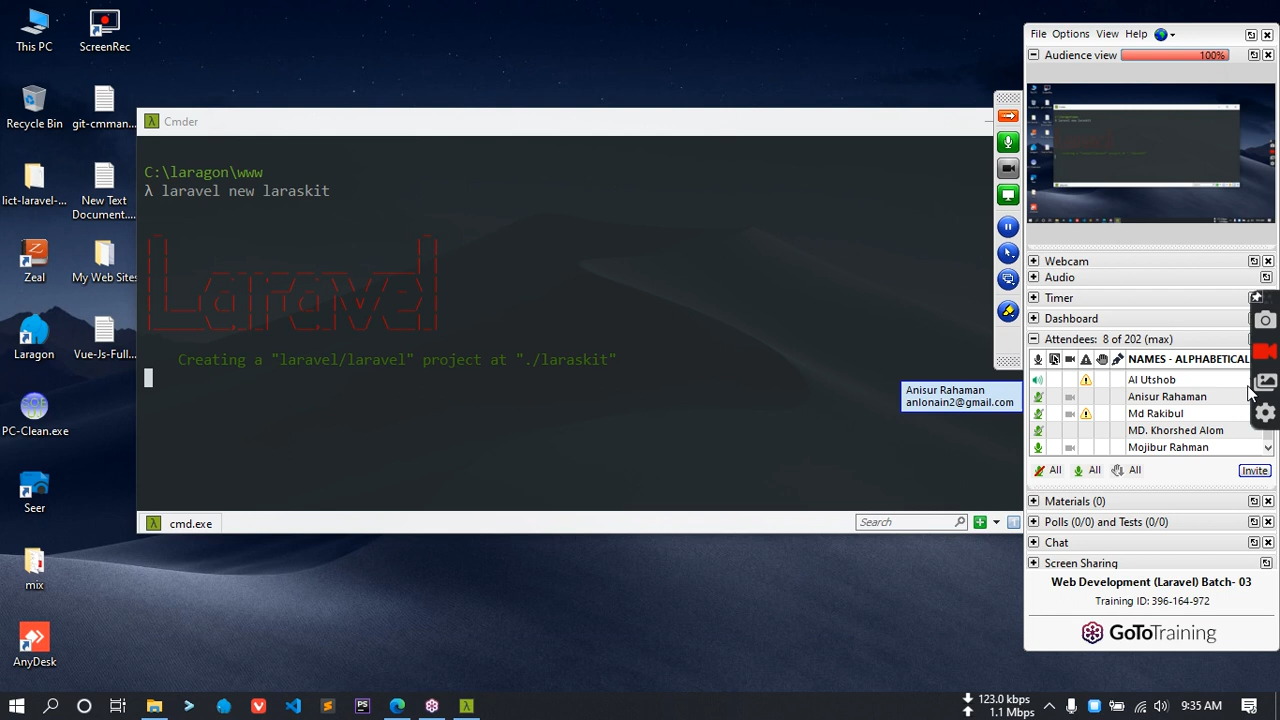 This PC
ScreenRec
Recycle Bin
git-cmman...
lict-laravel-...
New Text
Document....
Zeal
My Web Sites
Laragon
Vue-Js-Full...
PC-Clean.exe
Seer
mix
AnyDesk
Cmder
C:\laragon\www
λ laravel new laraskit
Laravel
Creating a "laravel/laravel" project at "./laraskit"
cmd.exe
Search
Anisur Rahaman
anlonain2@gmail.com
File Options View Help
Audience view 100%
Webcam
Audio
Timer
Dashboard
Attendees: 8 of 202 (max)
NAMES - ALPHABETICAL
Al Utshob
Anisur Rahaman
Md Rakibul
MD. Khorshed Alom
Mojibur Rahman
All All All Invite
Materials (0)
Polls (0/0) and Tests (0/0)
Chat
Screen Sharing
Web Development (Laravel) Batch- 03
Training ID: 396-164-972
GoToTraining
PS
123.0 kbps
1.1 Mbps
9:35 AM